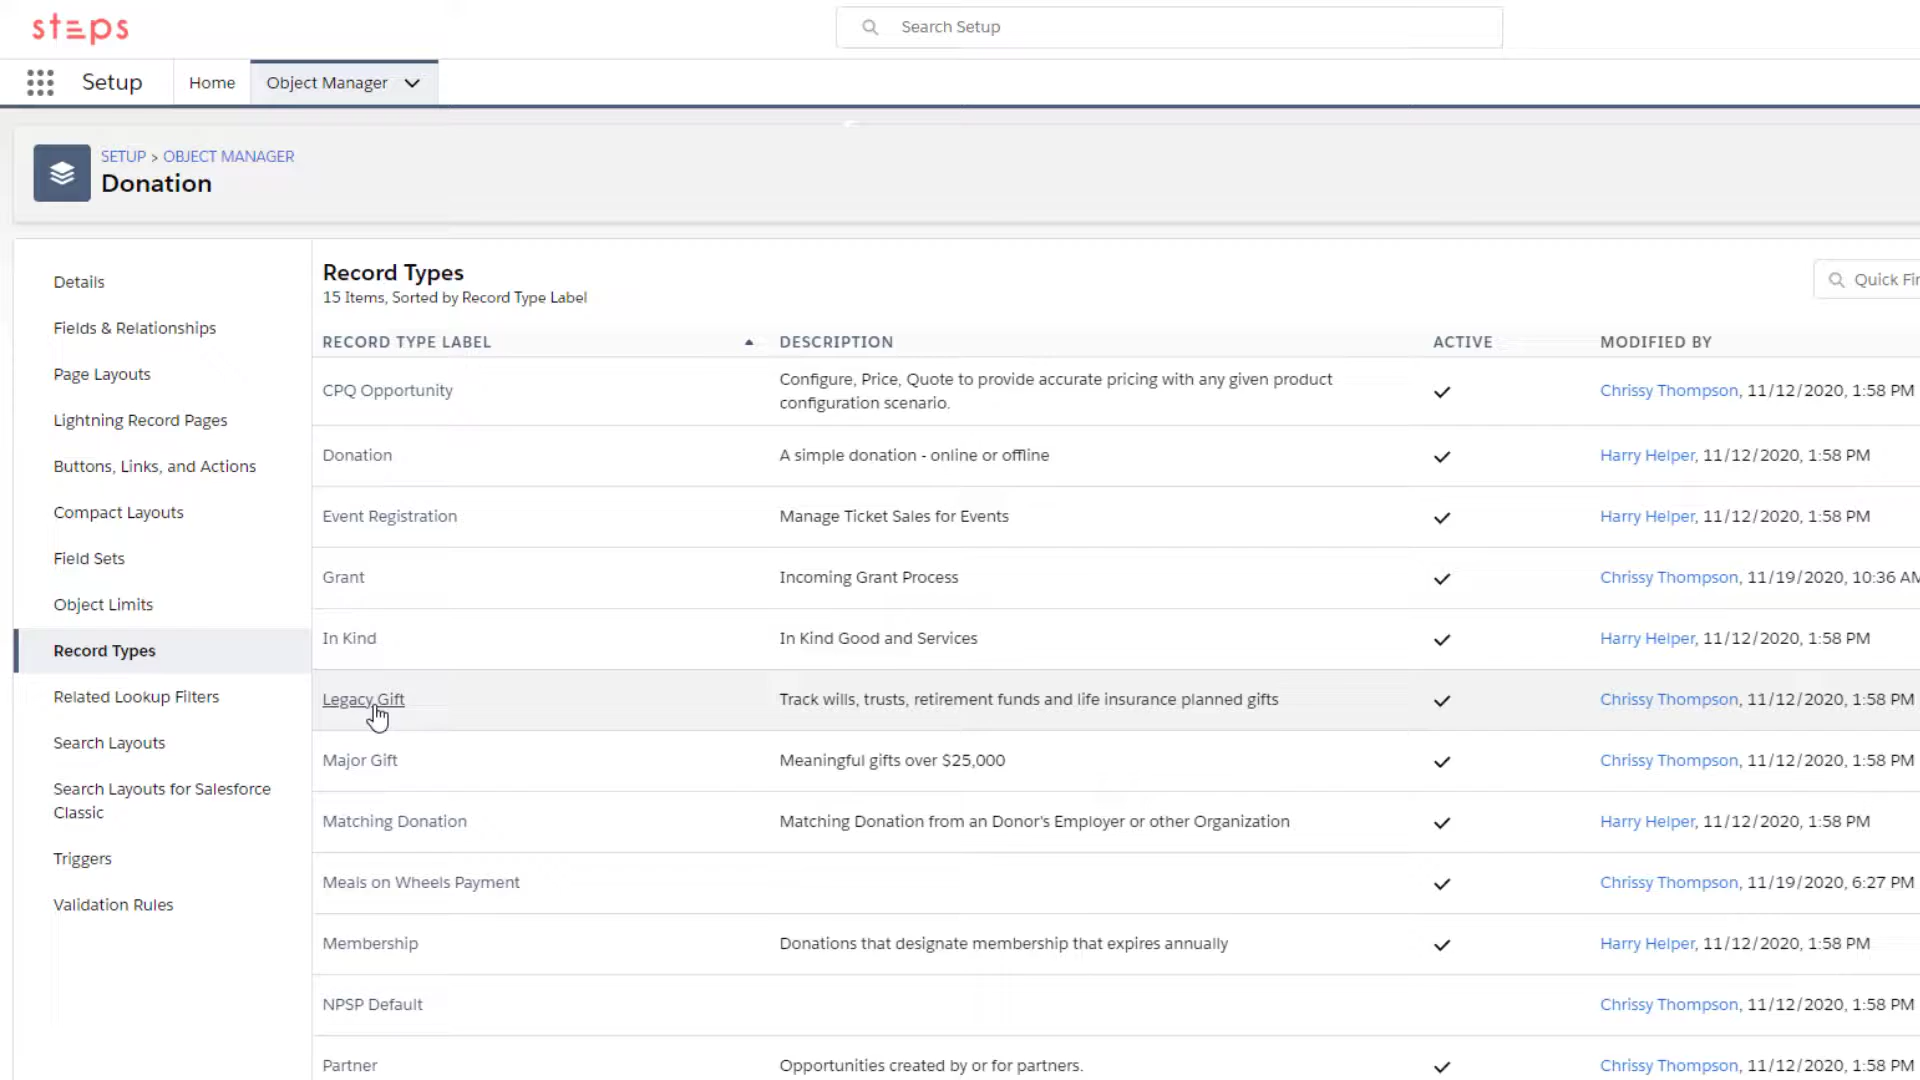 steps
Search Setup
Setup
Home
Object Manager
SETUP > OBJECT MANAGER
Donation
Details
Fields & Relationships
Page Layouts
Lightning Record Pages
Buttons, Links, and Actions
Compact Layouts
Field Sets
Object Limits
Record Types
Related Lookup Filters
Search Layouts
Search Layouts for Salesforce
Classic
Triggers
Validation Rules
Record Types
15 Items, Sorted by Record Type Label
Quick Fi
RECORD TYPE LABEL DESCRIPTION ACTIVE MODIFIED BY
CPQ Opportunity Configure, Price, Quote to provide accurate pricing with any given product Chrissy Thompson, 11/12/2020, 1:58 PM
configuration scenario.
Donation A simple donation - online or offline Harry Helper, 11/12/2020, 1:58 PM
Event Registration Manage Ticket Sales for Events Harry Helper, 11/12/2020, 1:58 PM
Grant Incoming Grant Process Chrissy Thompson, 11/19/2020, 10:36 AM
In Kind In Kind Good and Services Harry Helper, 11/12/2020, 1:58 PM
Legacy Gift Track wills, trusts, retirement funds and life insurance planned gifts Chrissy Thompson, 11/12/2020, 1:58 PM
Major Gift Meaningful gifts over $25,000 Chrissy Thompson, 11/12/2020, 1:58 PM
Matching Donation Matching Donation from an Donor's Employer or other Organization Harry Helper, 11/12/2020, 1:58 PM
Meals on Wheels Payment Chrissy Thompson, 11/19/2020, 6:27 PM
Membership Donations that designate membership that expires annually Harry Helper, 11/12/2020, 1:58 PM
NPSP Default Chrissy Thompson, 11/12/2020, 1:58 PM
Partner Opportunities created by or for partners. Chrissy Thompson, 11/12/2020, 1:58 PM